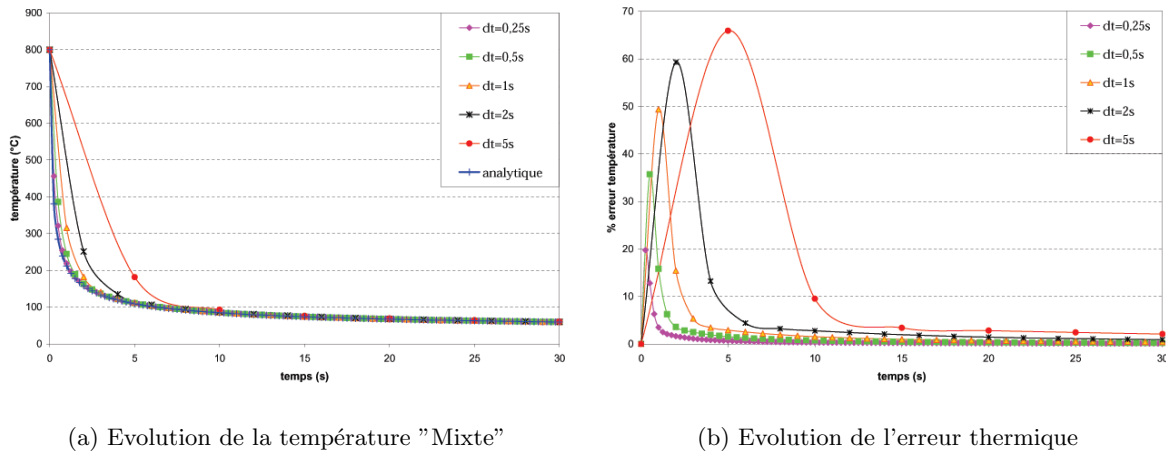 dt=0,25s
dt=0,5s
dt=1s
dt=2s
dt=5s
analytique
température (°C)
900
800
700
600
500
400
300
200
100
0
0
5
10
15
20
25
30
temps (s)
(a) Evolution de la température ”Mixte”
dt=0,25s
dt=0,5s
dt=1s
dt=2s
dt=5s
% erreur température
70
60
50
40
30
20
10
0
0
5
10
15
20
25
30
temps (s)
(b) Evolution de l’erreur thermique